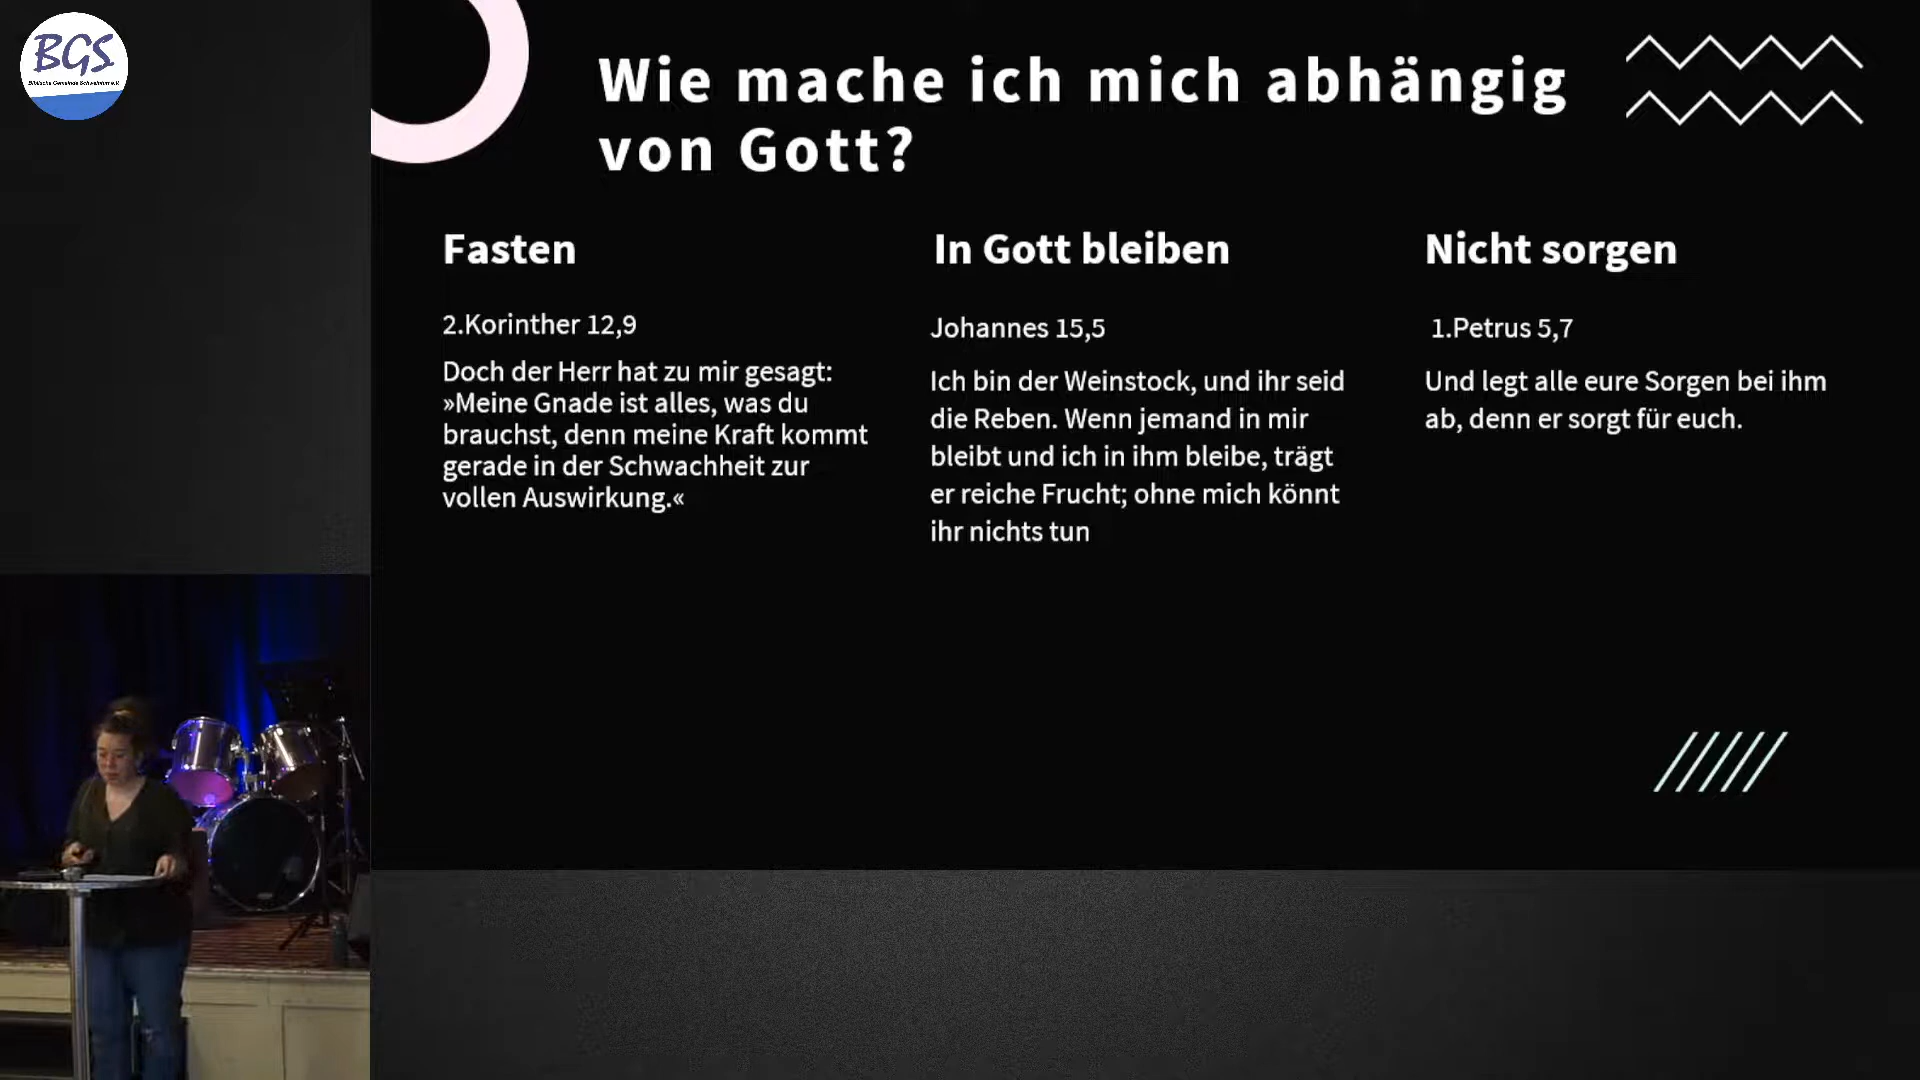 BGS
Wie mache ich mich abhängig
von Gott?
Fasten
2.Korinther 12,9
Doch der Herr hat zu mir gesagt:
»Meine Gnade ist alles, was du
brauchst, denn meine Kraft kommt
gerade in der Schwachheit zur
vollen Auswirkung.«
In Gott bleiben
Johannes 15,5
Ich bin der Weinstock, und ihr seid
die Reben. Wenn jemand in mir
bleibt und ich in ihm bleibe, trägt
er reiche Frucht; ohne mich könnt
ihr nichts tun
Nicht sorgen
1.Petrus 5,7
Und legt alle eure Sorgen bei ihm
ab, denn er sorgt für euch.